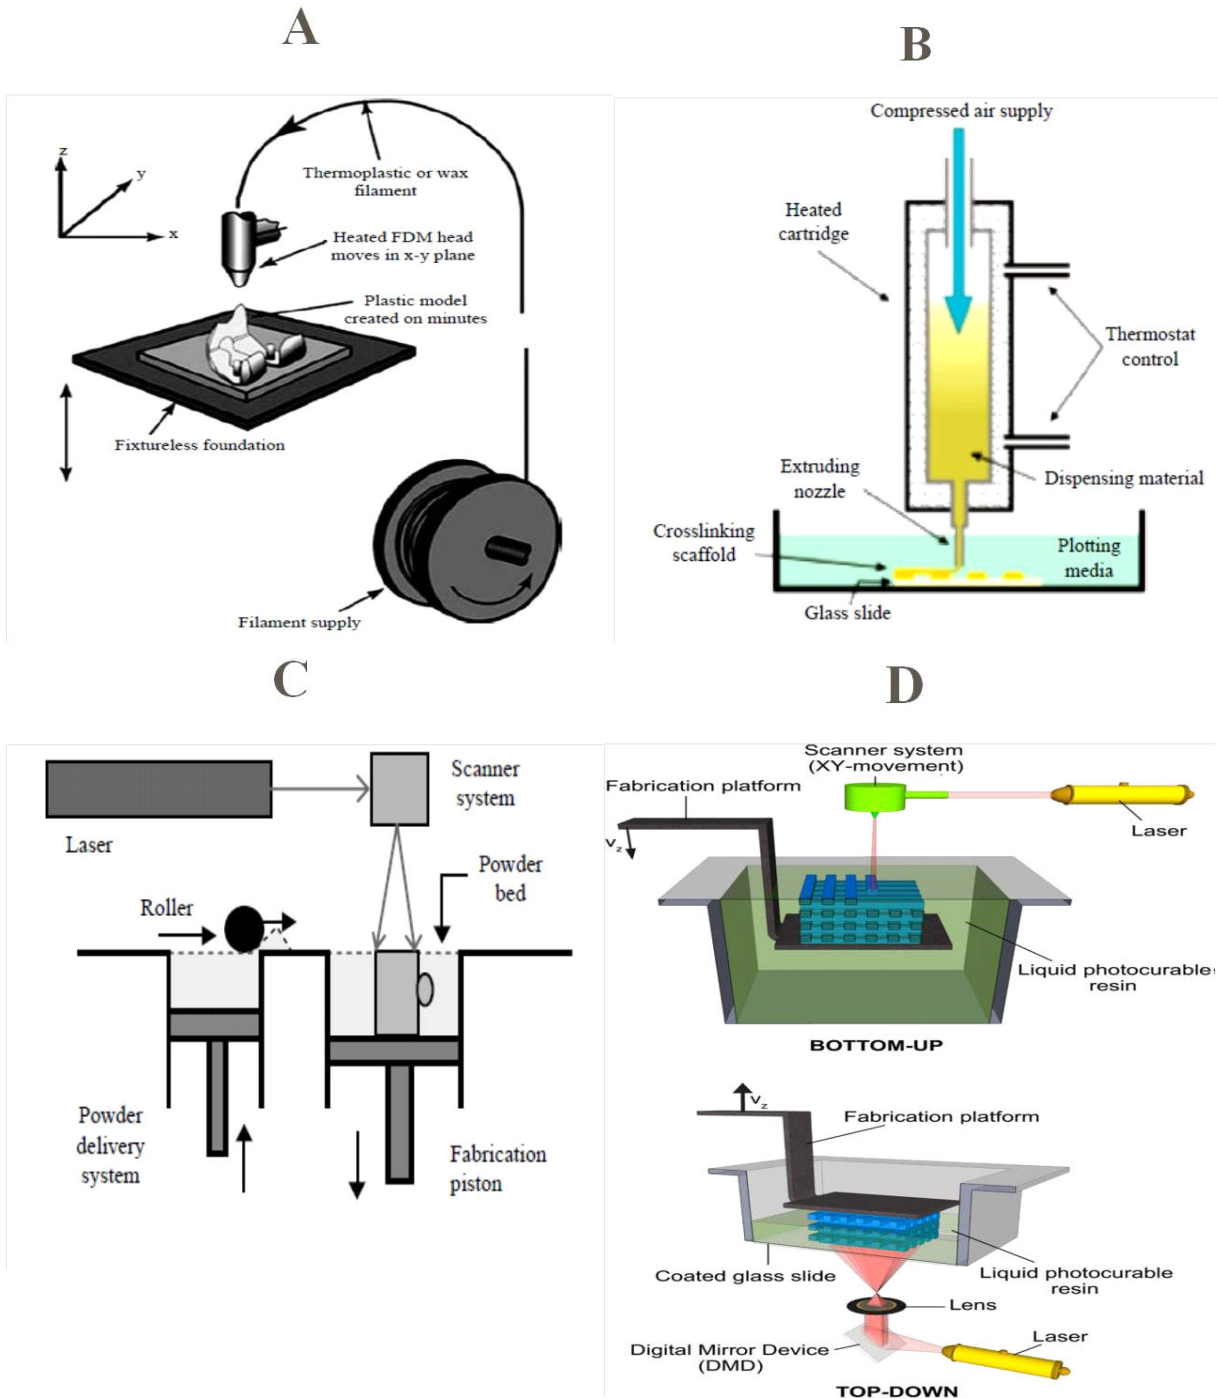 A
z
y
x
Thermoplastic or wax
filament
Heated FDM head
moves in x-y plane
Plastic model
created on minutes
Fixtureless foundation
Filament supply
B
Compressed air supply
Heated
cartridge
Thermostat
control
Extruding
nozzle
Dispensing material
Crosslinking
scaffold
Plotting
media
Glass slide
C
Scanner
system
Laser
Powder
bed
Roller
Powder
delivery
system
Fabrication
piston
D
Scanner system
(XY-movement)
Fabrication platform
Laser
Vz
Liquid photocurable
resin
BOTTOM-UP
Vz
Fabrication platform
Coated glass slide
Liquid photocurable
resin
Lens
Laser
Digital Mirror Device
(DMD)
TOP-DOWN